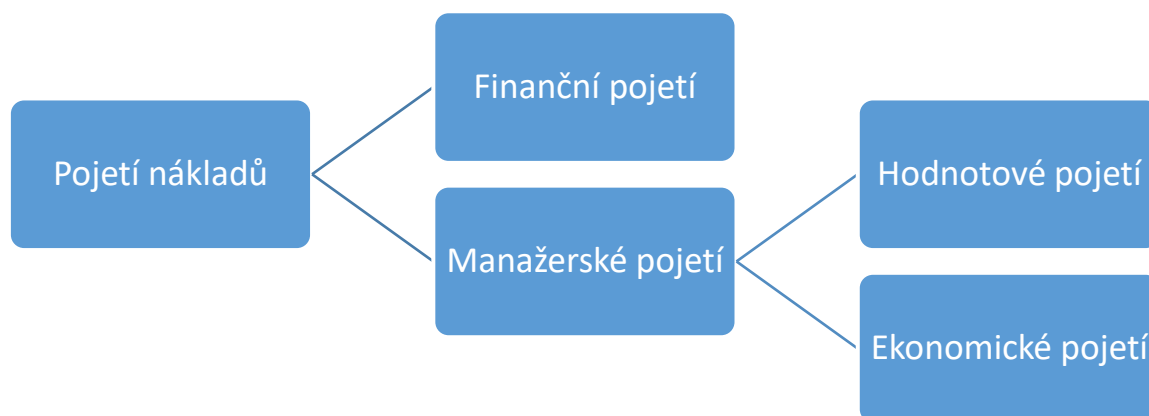 Pojetí nákladů
Finanční pojetí
Manažerské pojetí
Hodnotové pojetí
Ekonomické pojetí